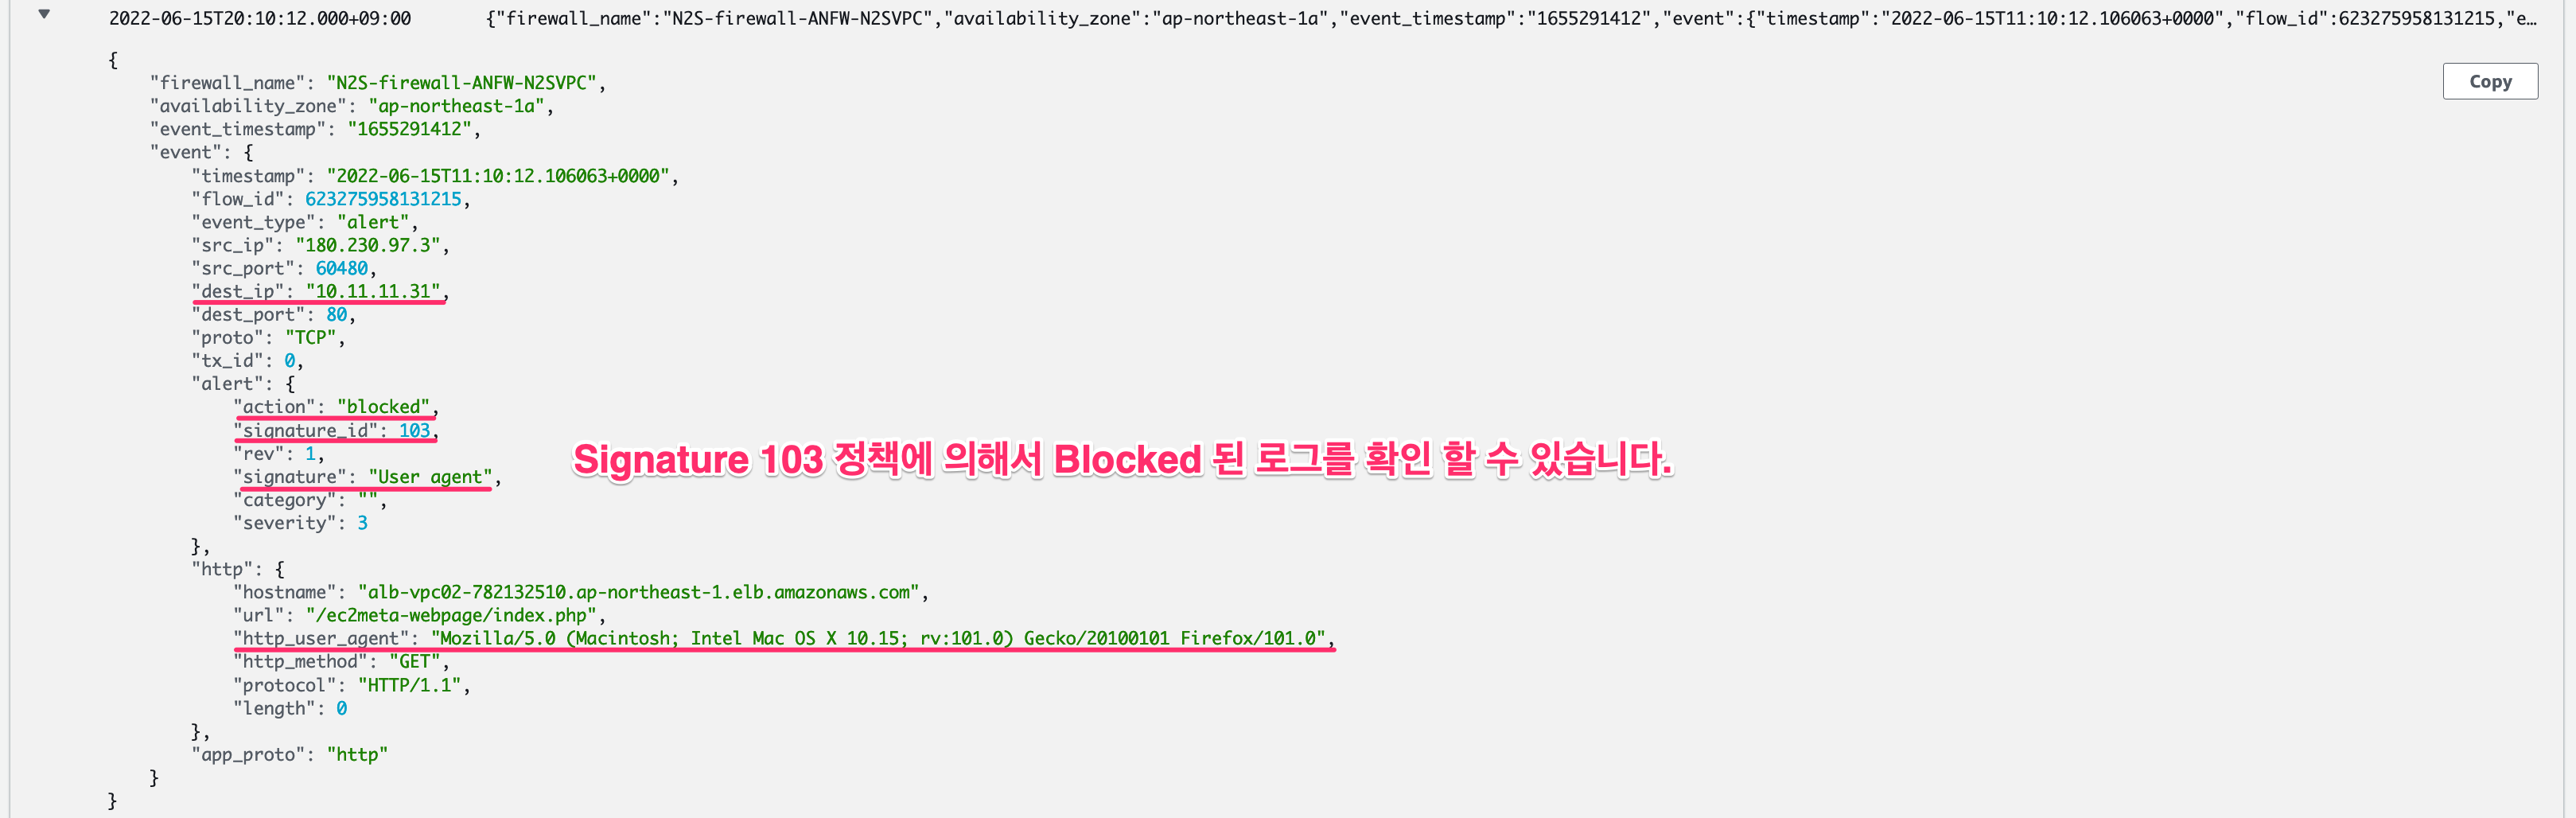 2022-06-15T20:10:12.000+09:00 {"firewall_name":"N2S-firewall-ANFW-N2SVPC","availability_zone":"ap-northeast-1a","event_timestamp":"1655291412","event":{"timestamp":"2022-06-15T11:10:12.106063+0000","flow_id":623275958131215,"e…
{
Copy
"firewall_name": "N2S-firewall-ANFW-N2SVPC",
"availability_zone": "ap-northeast-1a",
"event_timestamp": "1655291412",
"event": {
"timestamp": "2022-06-15T11:10:12.106063+0000",
"flow_id": 623275958131215,
"event_type": "alert",
"src_ip": "180.230.97.3",
"src_port": 60480,
"dest_ip": "10.11.11.31",
"dest_port": 80,
"proto": "TCP",
"tx_id": 0,
"alert": {
"action": "blocked",
"signature_id": 103,
"rev": 1,
Signature 103 정책에 의해서 Blocked 된 로그를 확인 할 수 있습니다.
"signature": "User agent",
"category": "",
"severity": 3
},
"http": {
"hostname": "alb-vpc02-782132510.ap-northeast-1.elb.amazonaws.com",
"url": "/ec2meta-webpage/index.php",
"http_user_agent": "Mozilla/5.0 (Macintosh; Intel Mac OS X 10.15; rv:101.0) Gecko/20100101 Firefox/101.0",
"http_method": "GET",
"protocol": "HTTP/1.1",
"length": 0
},
"app_proto": "http"
}
}